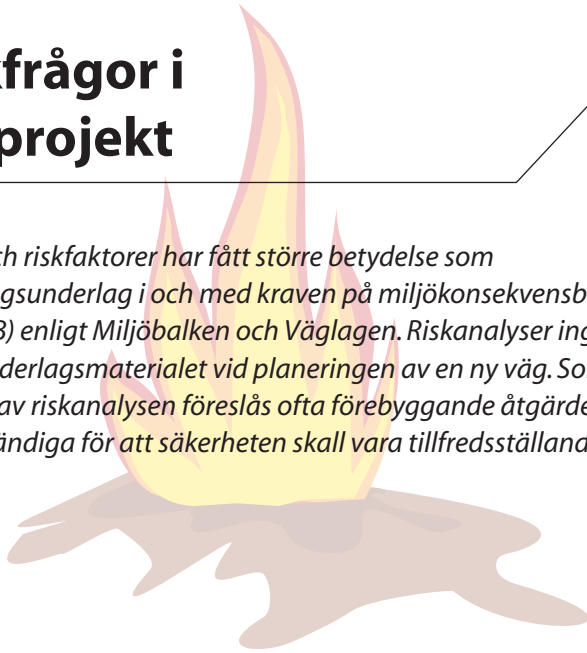 kfrågor i
projekt
ch riskfaktorer har fått större betydelse som
gsunderlag i och med kraven på miljökonsekvensb
B) enligt Miljöbalken och Väglagen. Riskanalyser ing
derlagsmaterialet vid planeringen av en ny väg. So
av riskanalysen föreslås ofta förebyggande åtgärde
ändiga för att säkerheten skall vara tillfredsställand